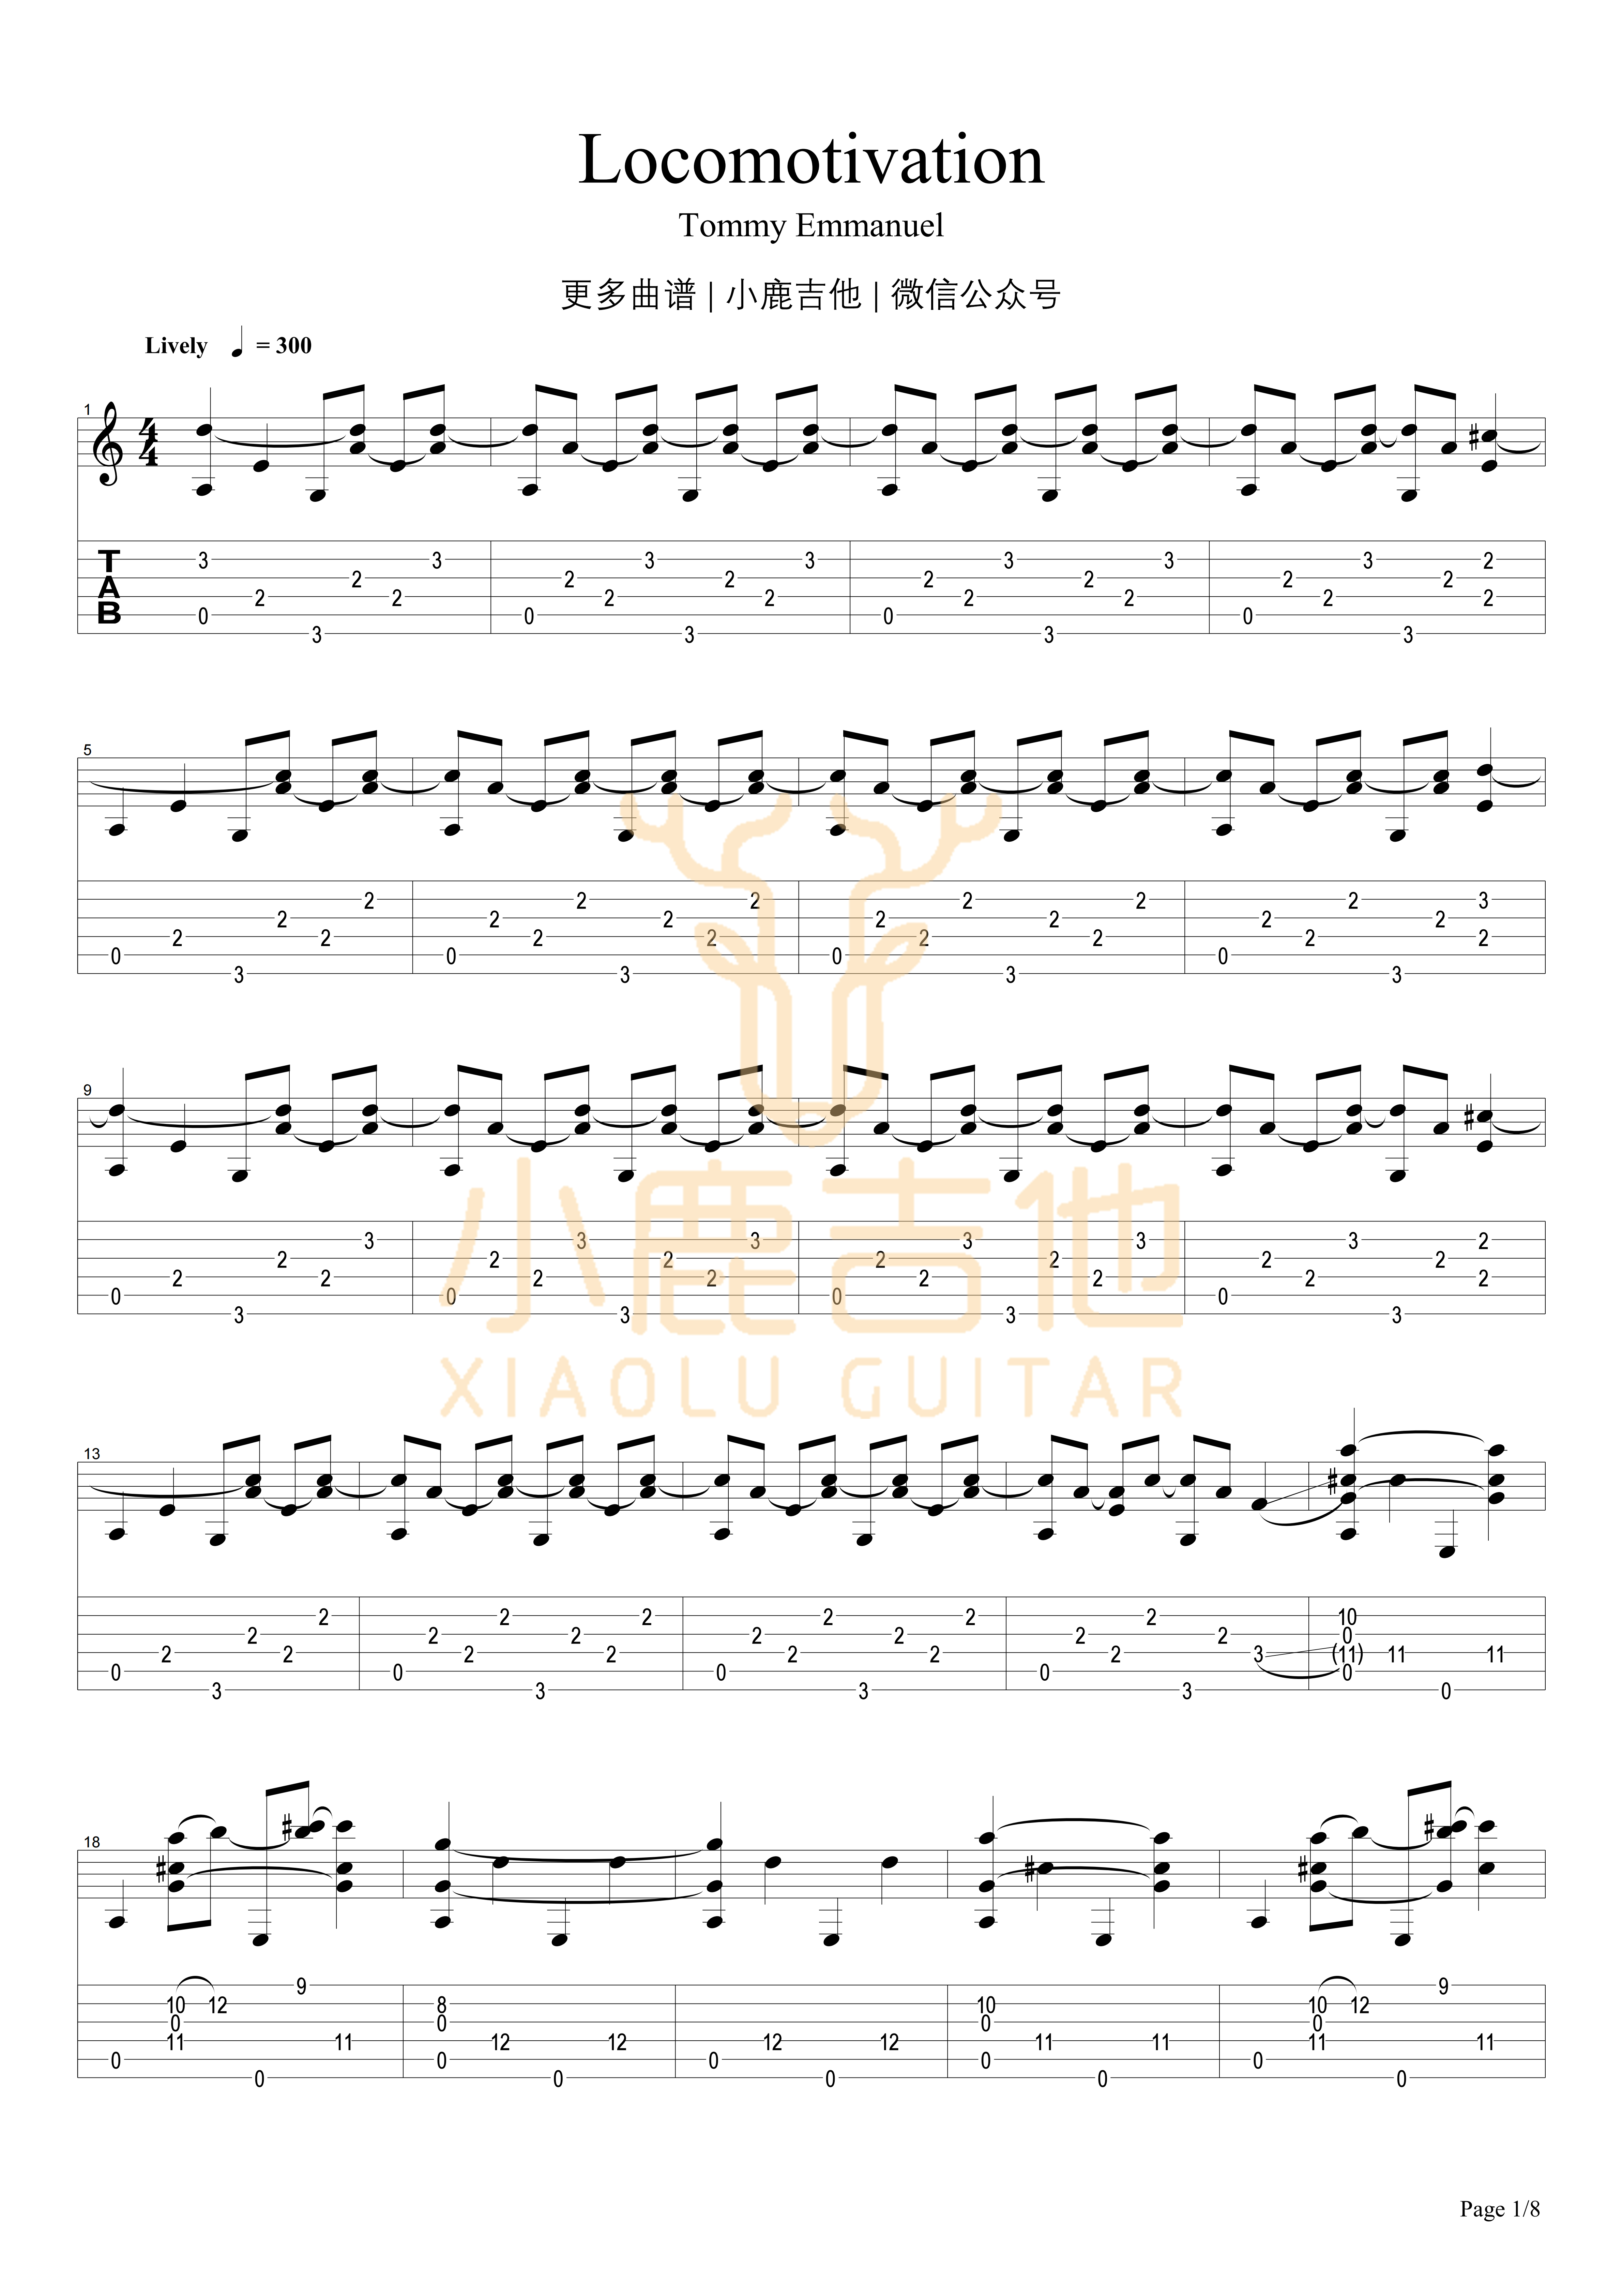 Locomotivation
Tommy Emmanuel
更多曲谱 | 小鹿吉他 | 微信公众号
Lively ♩ = 300
1
4
4
T 3 2 3 2 3 2 3 2 3 2 3 2 3 2 2
A 2 2 2 2 2 2 2 2 2
B 0 3 0 3 0 3 0 3
5
2 2 2 2 2 2 2 2 2 2 2 2 2 3
2 2 2 2 2 2 2 2 2
0 3 0 3 0 3 0 3
9
2 3 2 3 2 3 2 3 2 3 2 3 2 2
2 2 2 2 2 2 2 2 2
0 3 0 3 0 3 0 3
小鹿吉他
XIAOLU GUITAR
13
2 2 2 2 2 2 2 2 2 2 2 2 2 10
2 2 2 2 2 2 2 3 0 (11) 11 11
0 3 0 3 0 3 0 3 0 0
18
10 12 9 8 10 10 12 9
0 11 11 0 12 12 12 12 0 11 11 0 11 11
0 0 0 0 0 0 0 0 0 0
Page 1/8